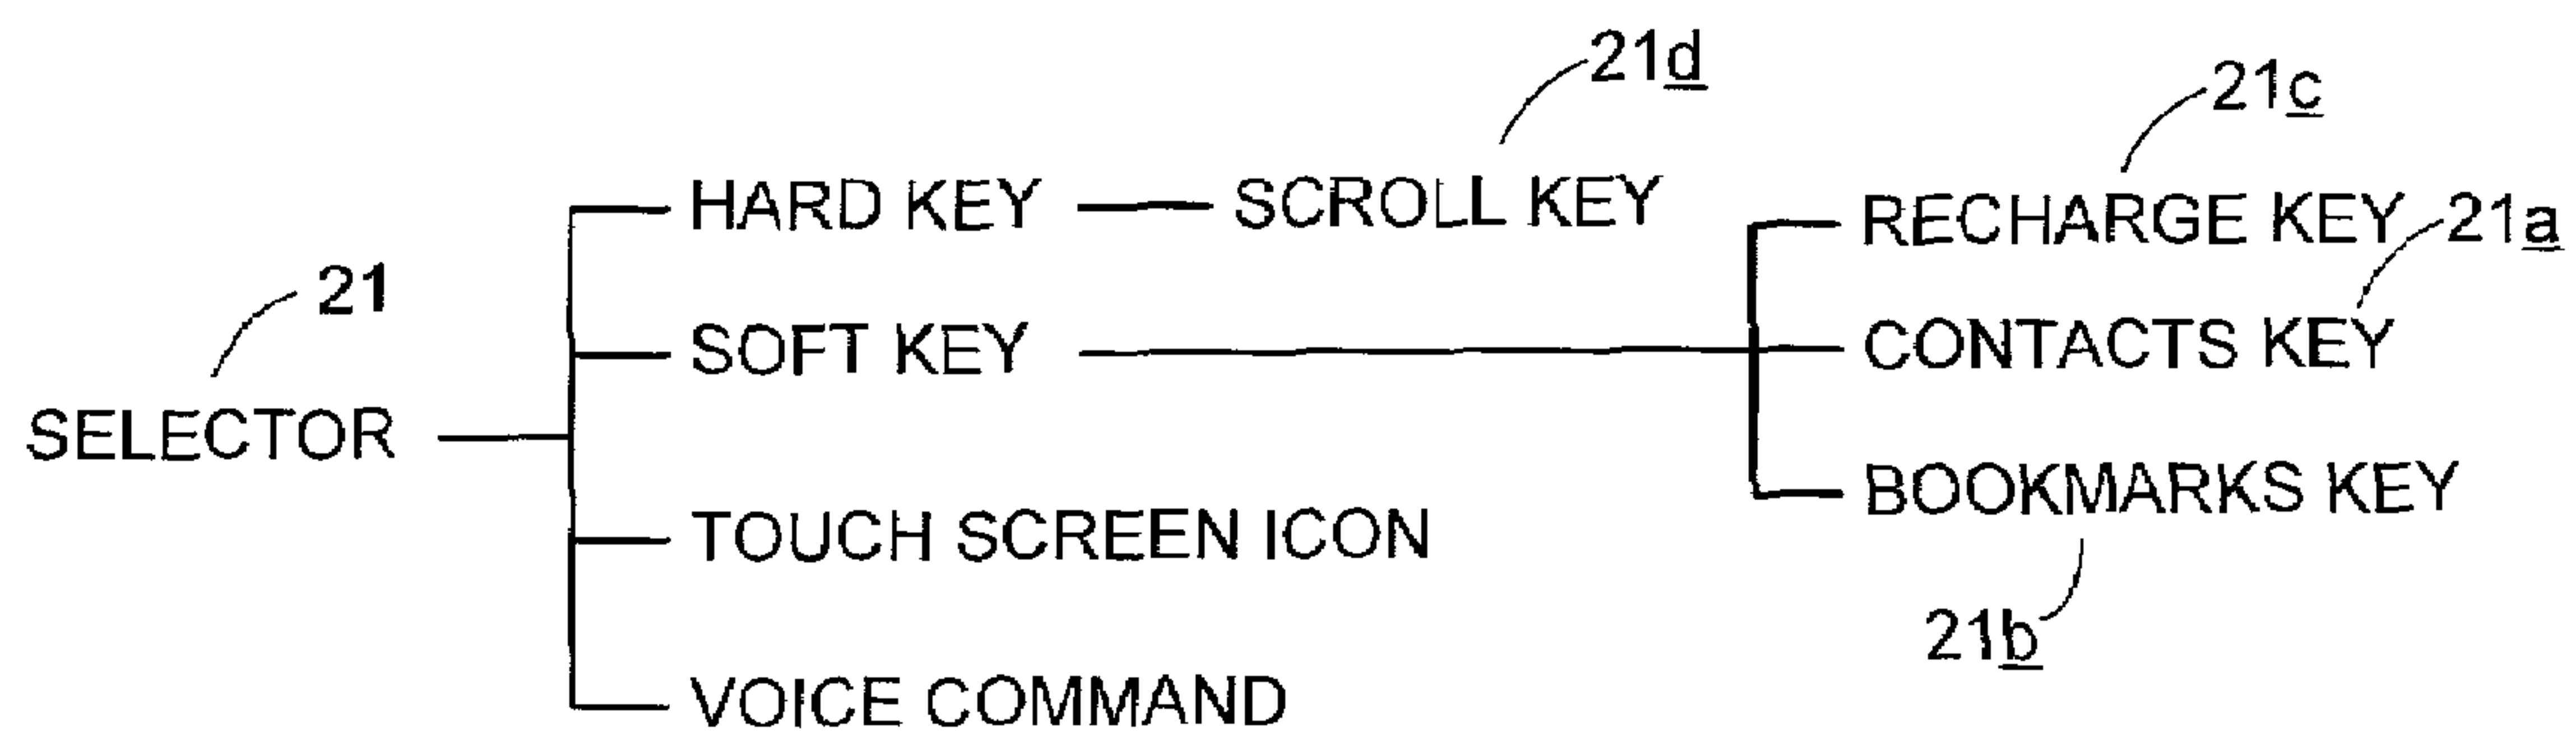 21d
21c
HARD KEY SCROLL KEY
RECHARGE KEY
21a
21
SOFT KEY
CONTACTS KEY
SELECTOR
BOOKMARKS KEY
TOUCH SCREEN ICON
21b
VOICE COMMAND